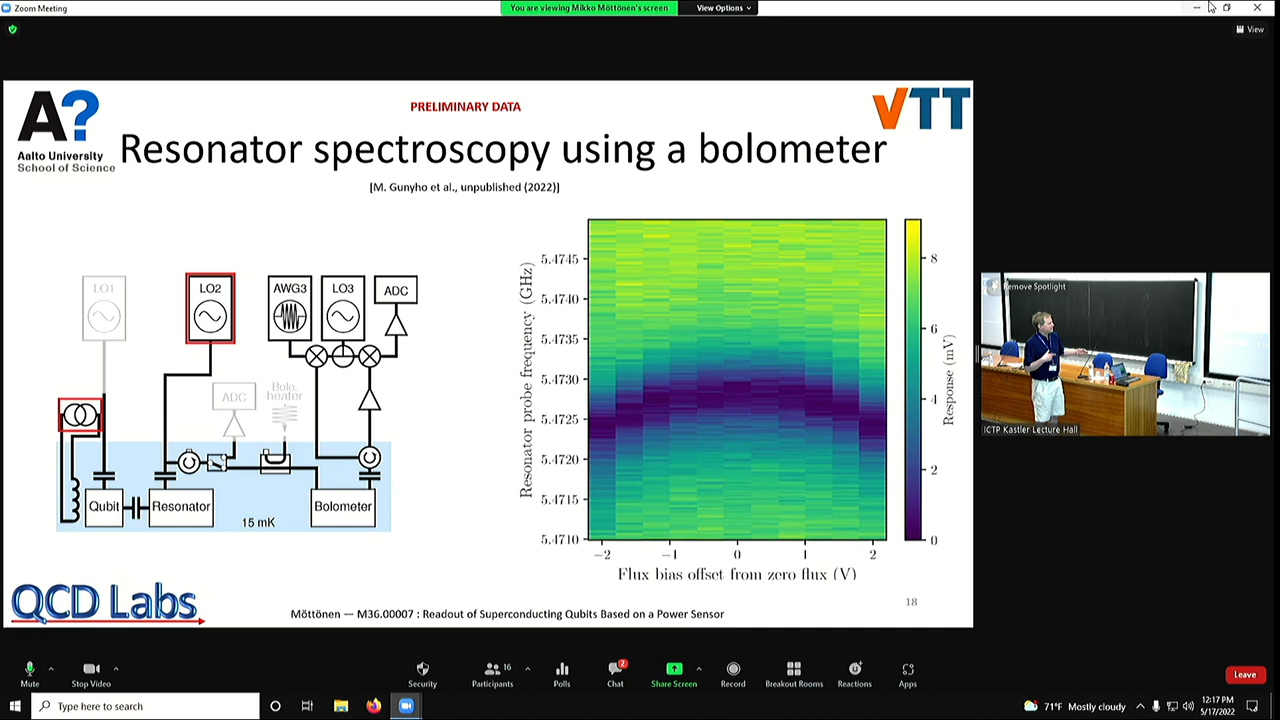 Zoom Meeting
You are viewing Mikko Möttönen's screen
View Options
View
A?
Aalto University
School of Science
PRELIMINARY DATA
VTT
Resonator spectroscopy using a bolometer
[M. Gunyho et al., unpublished (2022)]
LO1
LO2
AWG3
LO3
ADC
ADC
Bolo.
heater
Qubit
Resonator
Bolometer
15 mK
Resonator probe frequency (GHz)
5.4745
5.4740
5.4735
5.4730
5.4725
5.4720
5.4715
5.4710
−2
−1
0
1
2
Flux bias offset from zero flux (V)
8
6
4
2
0
Response (mV)
QCD Labs
Möttönen — M36.00007 : Readout of Superconducting Qubits Based on a Power Sensor
18
Remove Spotlight
ICTP Kastler Lecture Hall
Mute
Stop Video
Security
16
Participants
Polls
2
Chat
Share Screen
Record
Breakout Rooms
Reactions
Apps
Leave
Type here to search
71°F Mostly cloudy
12:17 PM
5/17/2022